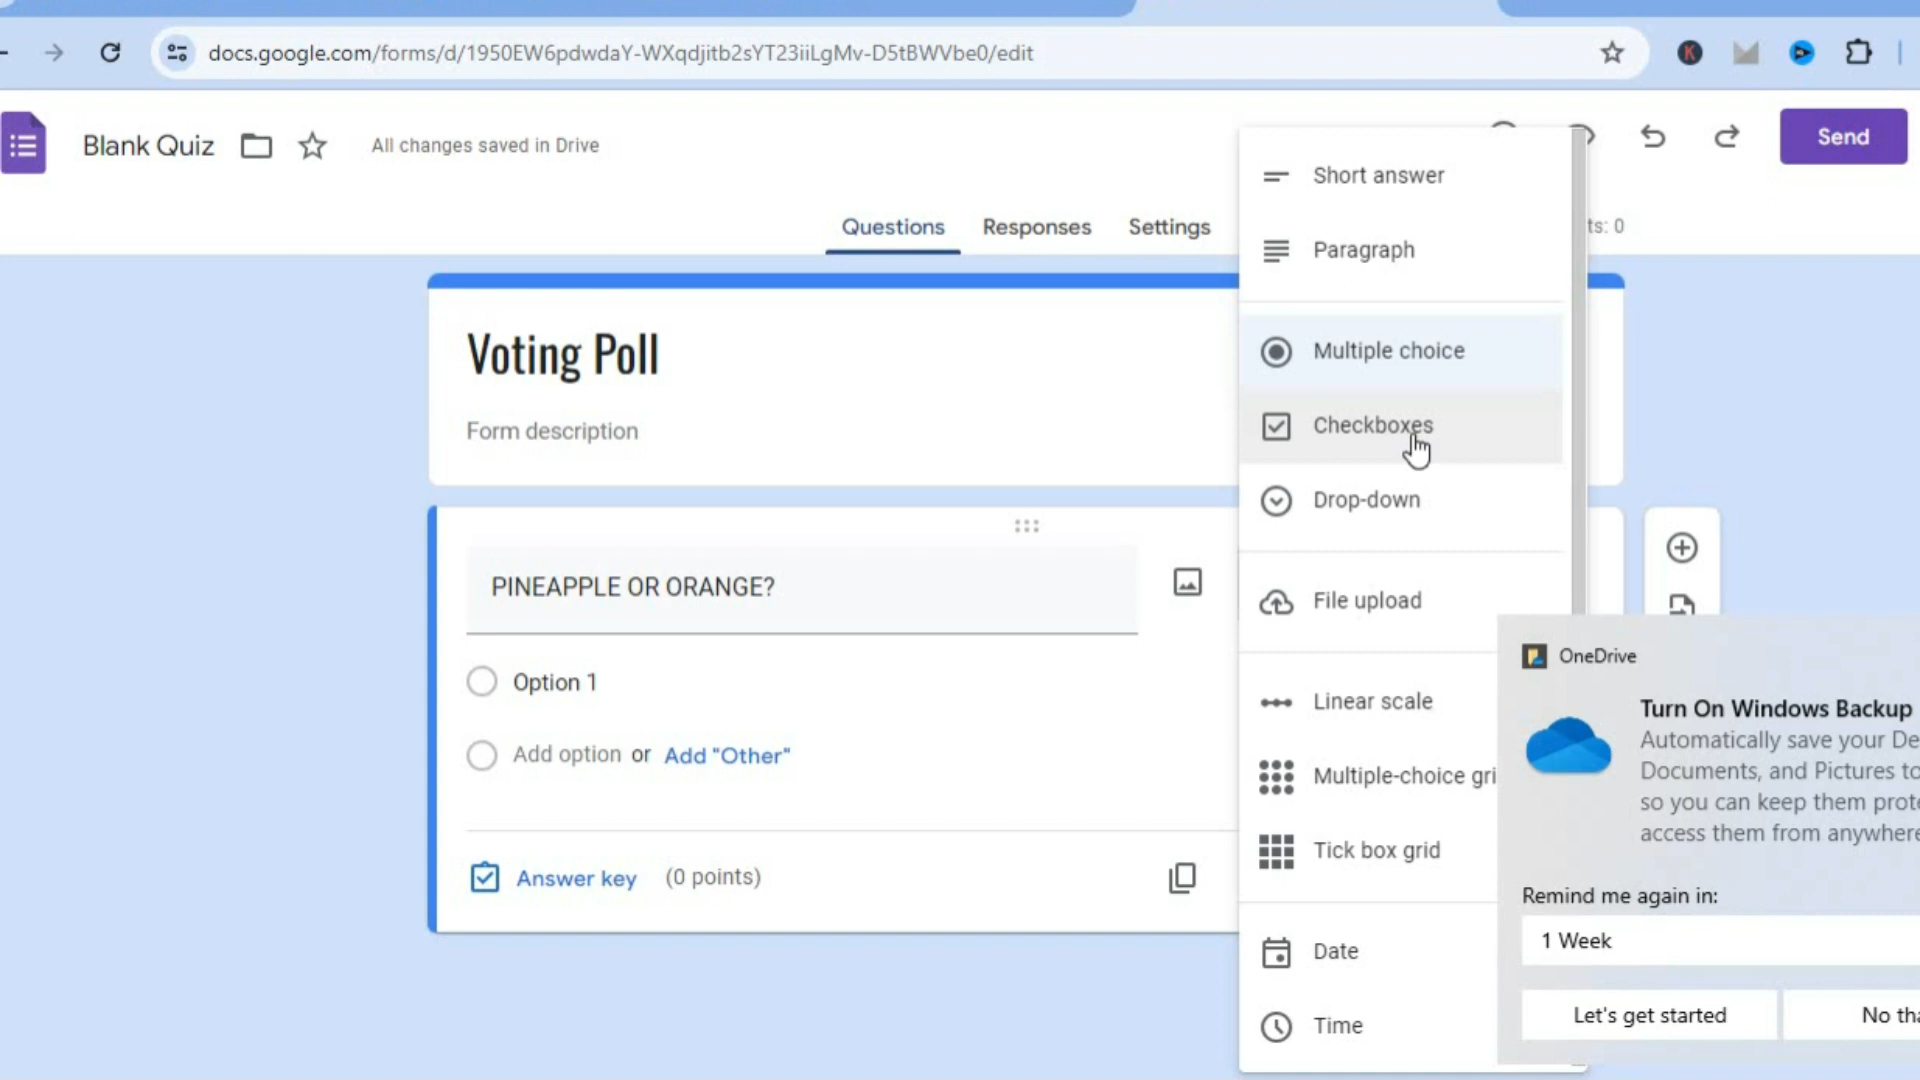 docs.google.com/forms/d/1950EW6pdwdaY-WXqdjitb2sYT23iiLgMv-D5tBWVbe0/edit
K
Blank Quiz
All changes saved in Drive
Send
Questions Responses Settings
ts: 0
Short answer
Paragraph
Multiple choice
Checkboxes
Drop-down
File upload
Linear scale
Multiple-choice gri
Tick box grid
Date
Time
Voting Poll
Form description
PINEAPPLE OR ORANGE?
Option 1
Add option or Add "Other"
Answer key (0 points)
OneDrive
Turn On Windows Backup
Automatically save your De
Documents, and Pictures to
so you can keep them prote
access them from anywhere
Remind me again in:
1 Week
Let's get started
No tha